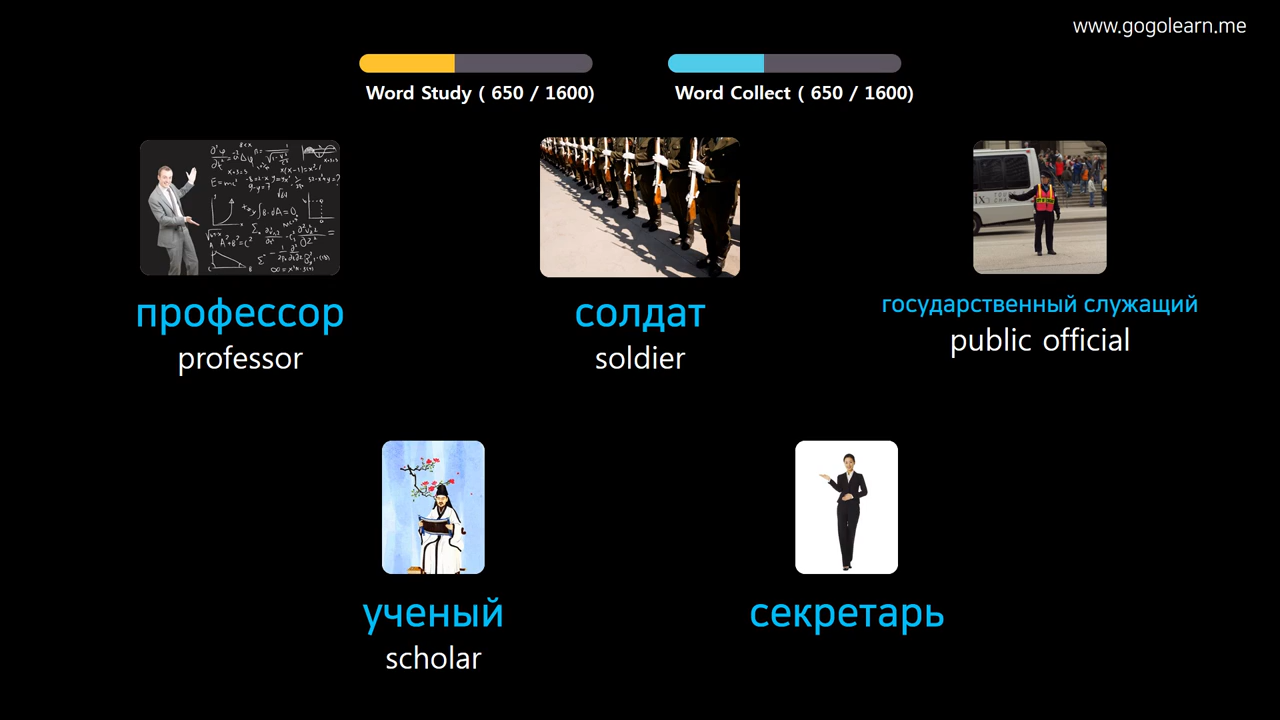 www.gogolearn.me
Word Study ( 650 / 1600)
Word Collect ( 650 / 1600)
профессор
professor
солдат
soldier
государственный служащий
public official
ученый
scholar
секретарь